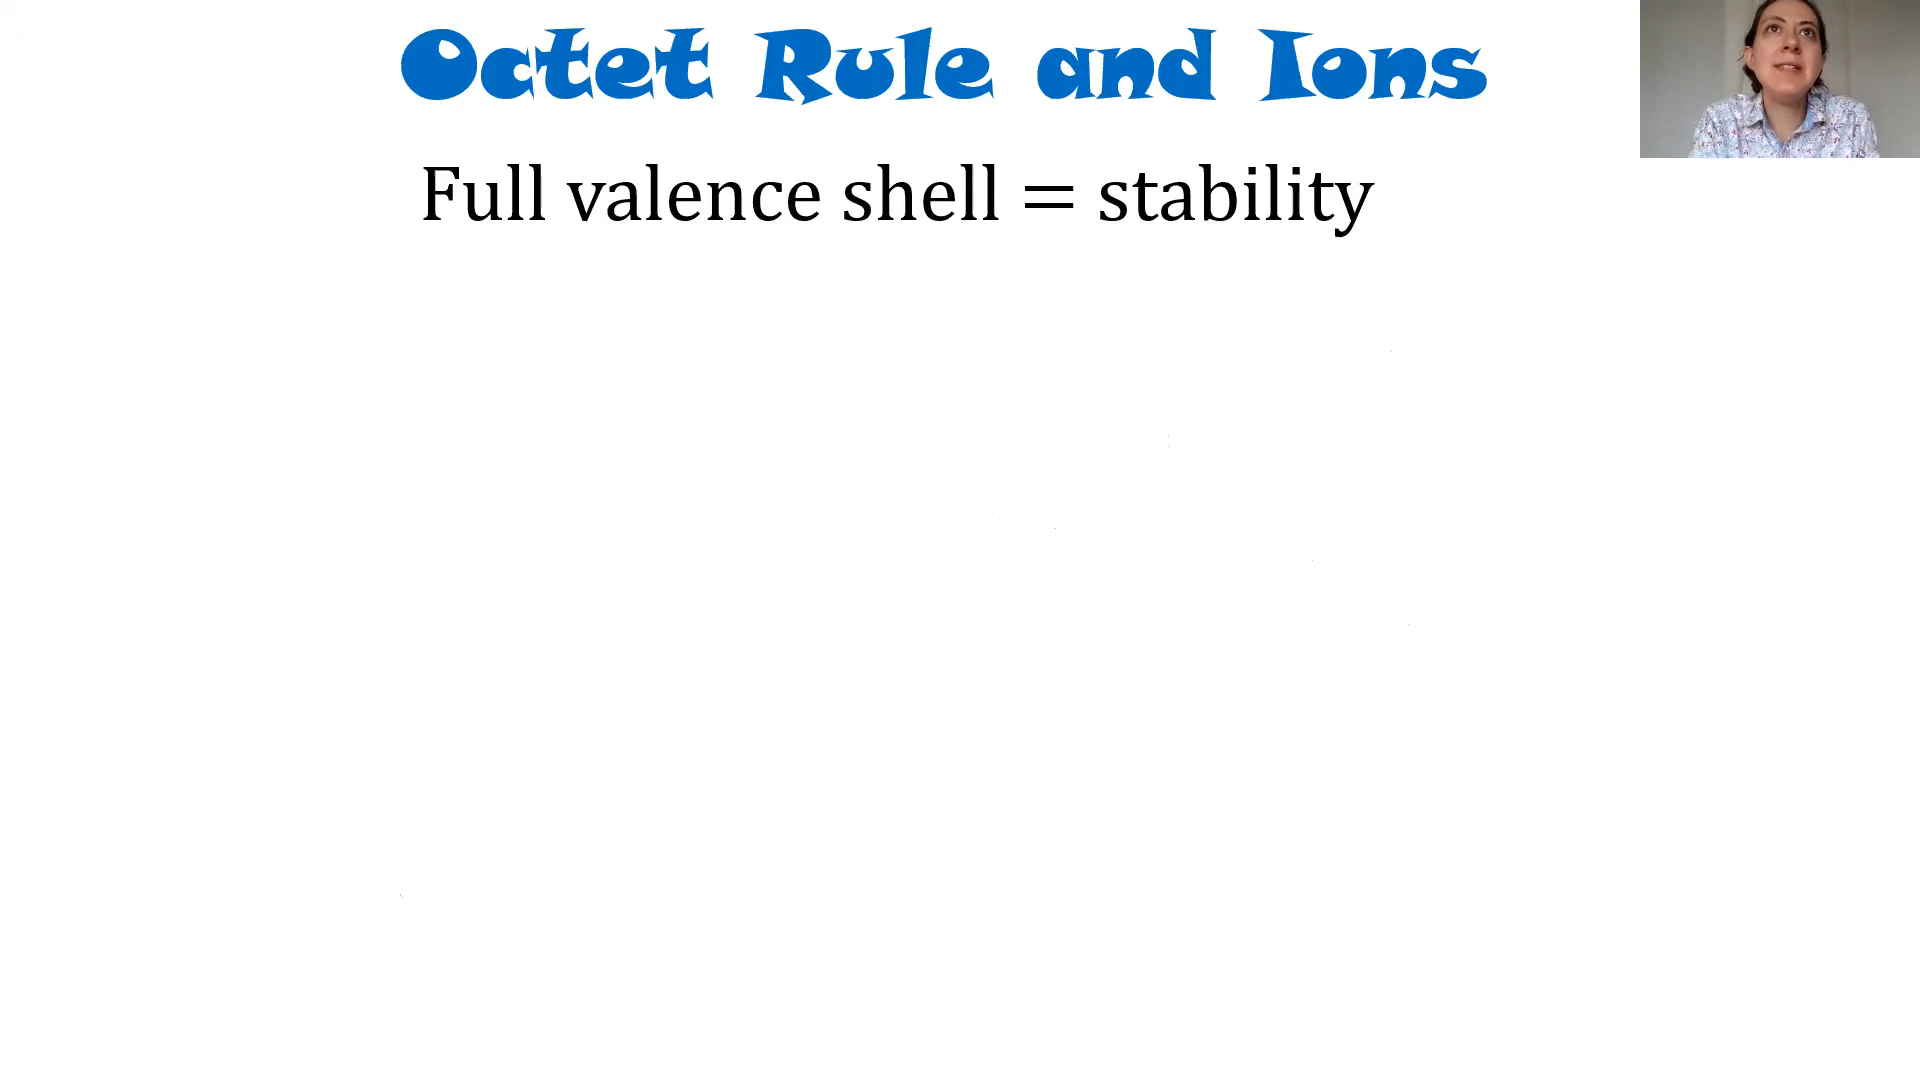 Octet Rule and Ions
Full valence shell = stability